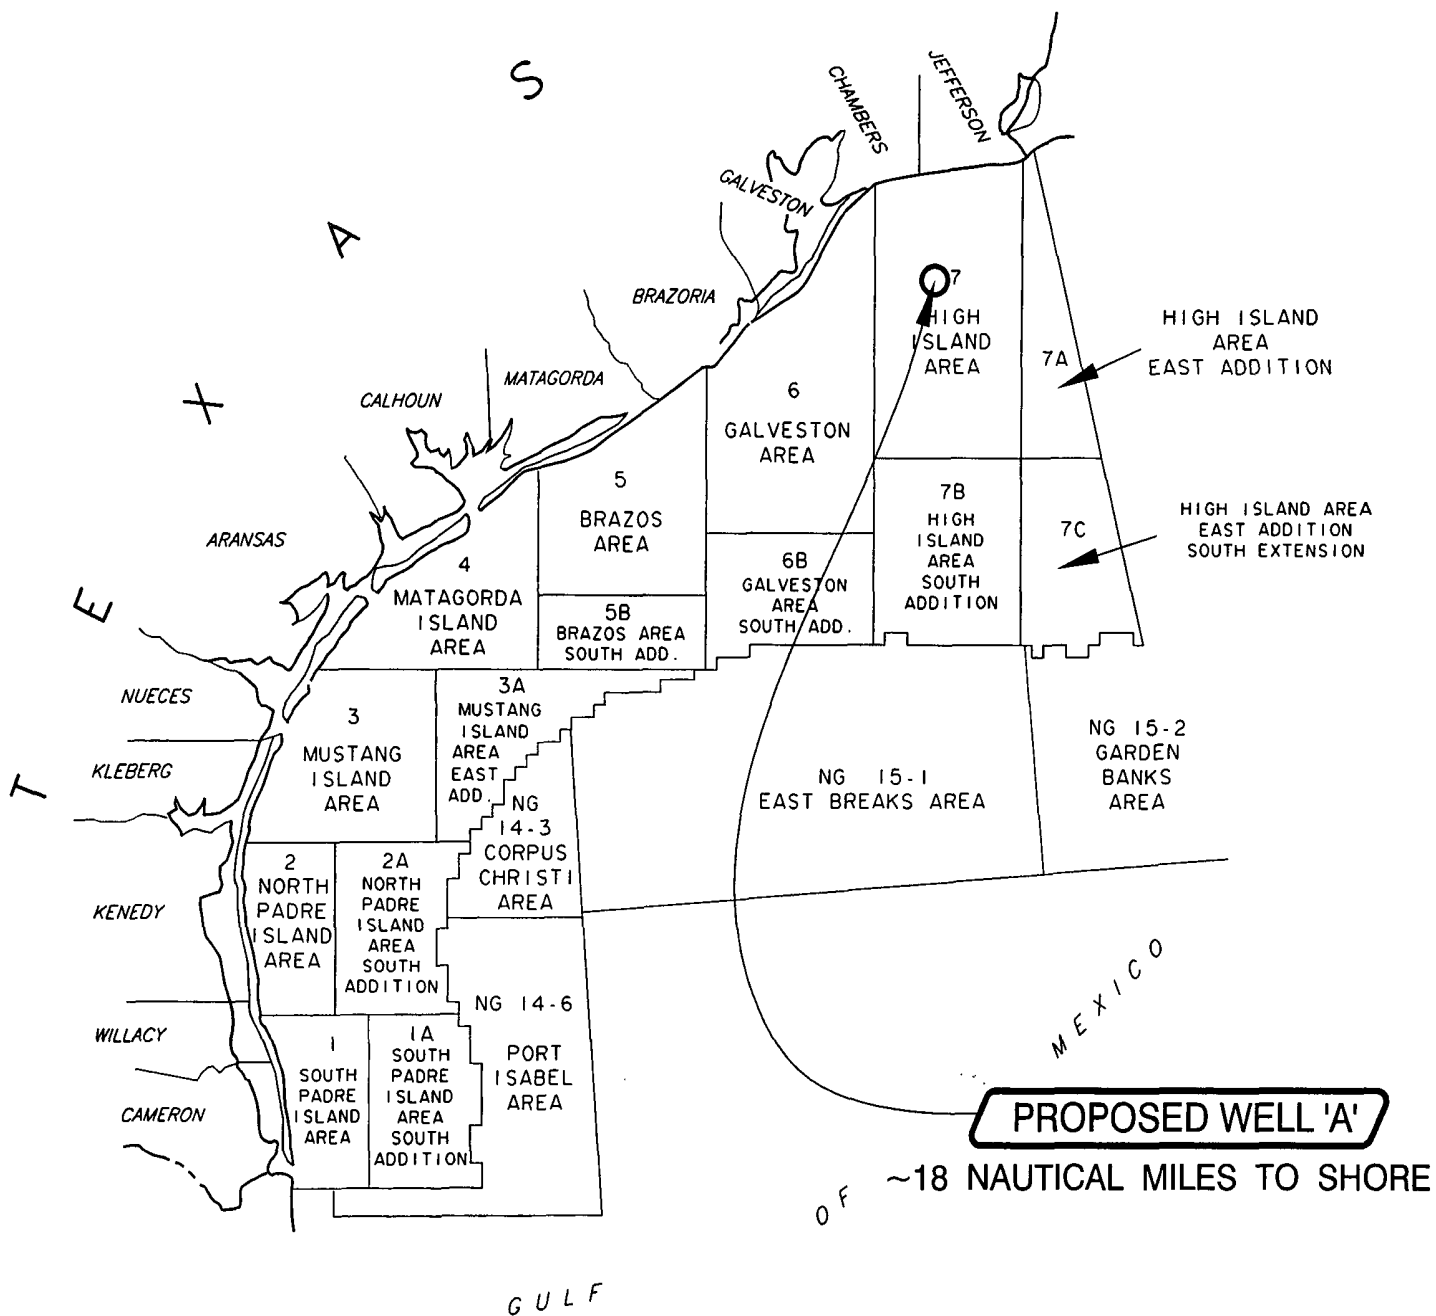 T E X A S
CHAMBERS
JEFFERSON
GALVESTON
BRAZORIA
MATAGORDA
CALHOUN
ARANSAS
NUECES
KLEBERG
KENEDY
WILLACY
CAMERON
7
HIGH
ISLAND
AREA
7A
HIGH ISLAND
AREA
EAST ADDITION
6
GALVESTON
AREA
7B
HIGH
ISLAND
AREA
SOUTH
ADDITION
7C
HIGH ISLAND AREA
EAST ADDITION
SOUTH EXTENSION
5
BRAZOS
AREA
6B
GALVESTON
AREA
SOUTH ADD.
5B
BRAZOS AREA
SOUTH ADD.
4
MATAGORDA
ISLAND
AREA
3
MUSTANG
ISLAND
AREA
3A
MUSTANG
ISLAND
AREA
EAST
ADD.
NG
14-3
CORPUS
CHRISTI
AREA
NG 15-1
EAST BREAKS AREA
NG 15-2
GARDEN
BANKS
AREA
2
NORTH
PADRE
ISLAND
AREA
2A
NORTH
PADRE
ISLAND
AREA
SOUTH
ADDITION
NG 14-6
PORT
ISABEL
AREA
1
SOUTH
PADRE
ISLAND
AREA
1A
SOUTH
PADRE
ISLAND
AREA
SOUTH
ADDITION
PROPOSED WELL 'A'
~18 NAUTICAL MILES TO SHORE
GULF OF MEXICO